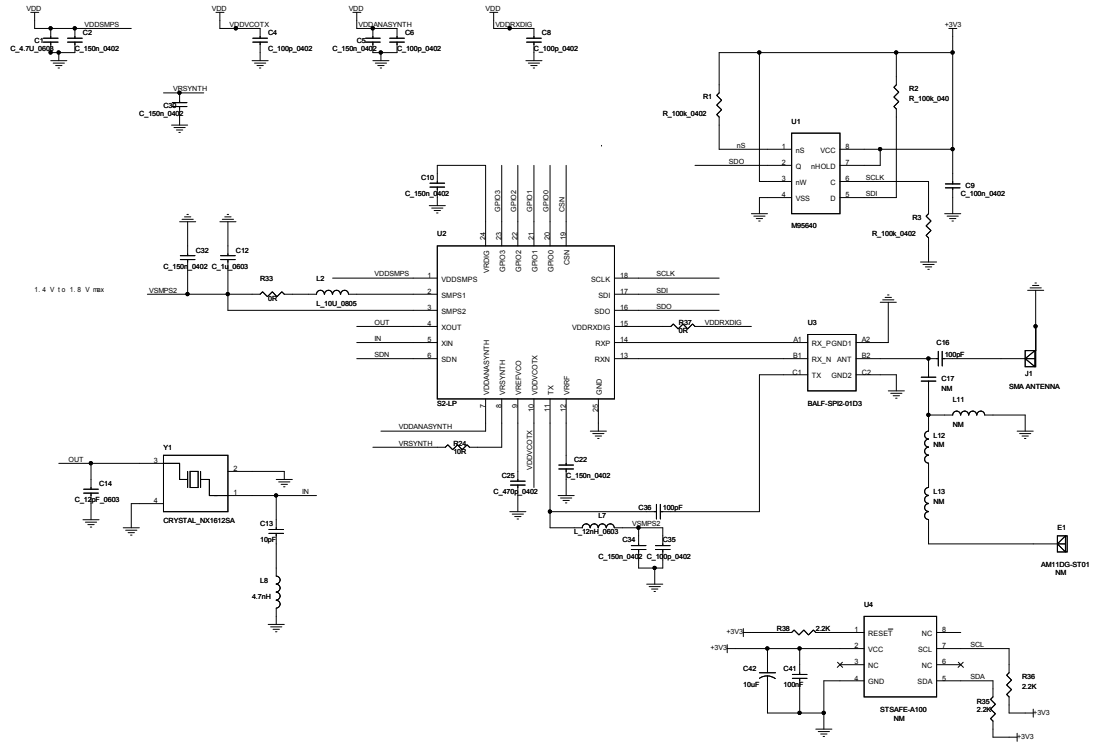 VDD
VDDSMPS
C1
C_4.7U_0603
C2
C_150n_0402
VDD
VDDVCOTX
C4
C_100p_0402
VDD
VDDANASYNTH
C5
C_150n_0402
C6
C_100p_0402
VDD
VDDRXDIG
C8
C_100p_0402
VRSYNTH
C30
C_150n_0402
+3V3
R1
R_100k_0402
R2
R_100k_040
U1
nS
SDO
1
2
3
4
nS
Q
nW
VSS
VCC
nHOLD
C
D
8
7
6
5
SCLK
SDI
M95640
R3
R_100k_0402
C9
C_100n_0402
C10
C_150n_0402
GPIO3
GPIO2
GPIO1
GPIO0
CSN
24
23
22
21
20
19
U2
VRDIG
GPIO3
GPIO2
GPIO1
GPIO0
CSN
C32
C_150n_0402
C12
C_1u_0603
1.4 V to 1.8 V max
VSMPS2
R33
0R
L2
L_10U_0805
VDDSMPS
OUT
IN
SDN
1
2
3
4
5
6
VDDSMPS
SMPS1
SMPS2
XOUT
XIN
SDN
SCLK
SDI
SDO
VDDRXDIG
RXP
RXN
18
17
16
15
14
13
SCLK
SDI
SDO
R37
0R
VDDRXDIG
VDDANASYNTH
VRSYNTH
VREFVCO
VDDVCOTX
TX
VRRF
GND
S2-LP
7
8
9
10
11
12
25
VDDANASYNTH
VRSYNTH
R24
10R
VDDVCOTX
C25
C_470p_0402
C22
C_150n_0402
U3
A1
B1
C1
RX_P
RX_N
TX
GND1
ANT
GND2
A2
B2
C2
BALF-SPI2-01D3
C16
100pF
J1
SMA ANTENNA
C17
NM
L11
NM
L12
NM
L13
NM
E1
AM11DG-ST01
NM
C36
100pF
L7
L_12nH_0603
VSMPS2
C34
C_150n_0402
C35
C_100p_0402
OUT
Y1
3
4
2
1
IN
C14
C_12pF_0603
CRYSTAL_NX1612SA
C13
10pF
L8
4.7nH
U4
+3V3
R38
2.2K
+3V3
C42
10uF
C41
100nF
1
2
3
4
RESET
VCC
NC
GND
NC
SCL
NC
SDA
8
7
6
5
SCL
SDA
R36
2.2K
R35
2.2K
+3V3
+3V3
STSAFE-A100
NM